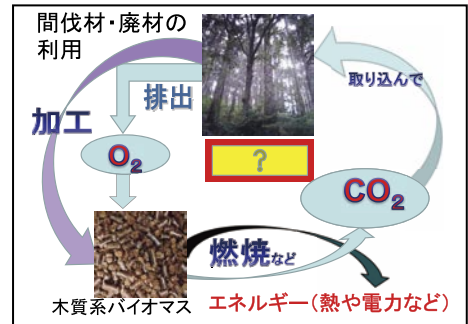 間伐材・廃材の
利用
取り込んで
排出
加工
O₂
?
CO₂
燃焼など
木質系バイオマス
エネルギー(熱や電力など)